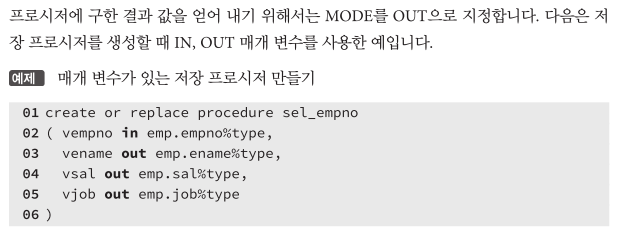 프로시저에 구한 결과 값을 얻어 내기 위해서는 MODE를 OUT으로 지정합니다. 다음은 저
장 프로시저를 생성할 때 IN, OUT 매개 변수를 사용한 예입니다.
예제 매개 변수가 있는 저장 프로시저 만들기
01 create or replace procedure sel_empno
02 ( vempno in emp.empno%type,
03 vename out emp.ename%type,
04 vsal out emp.sal%type,
05 vjob out emp.job%type
06 )